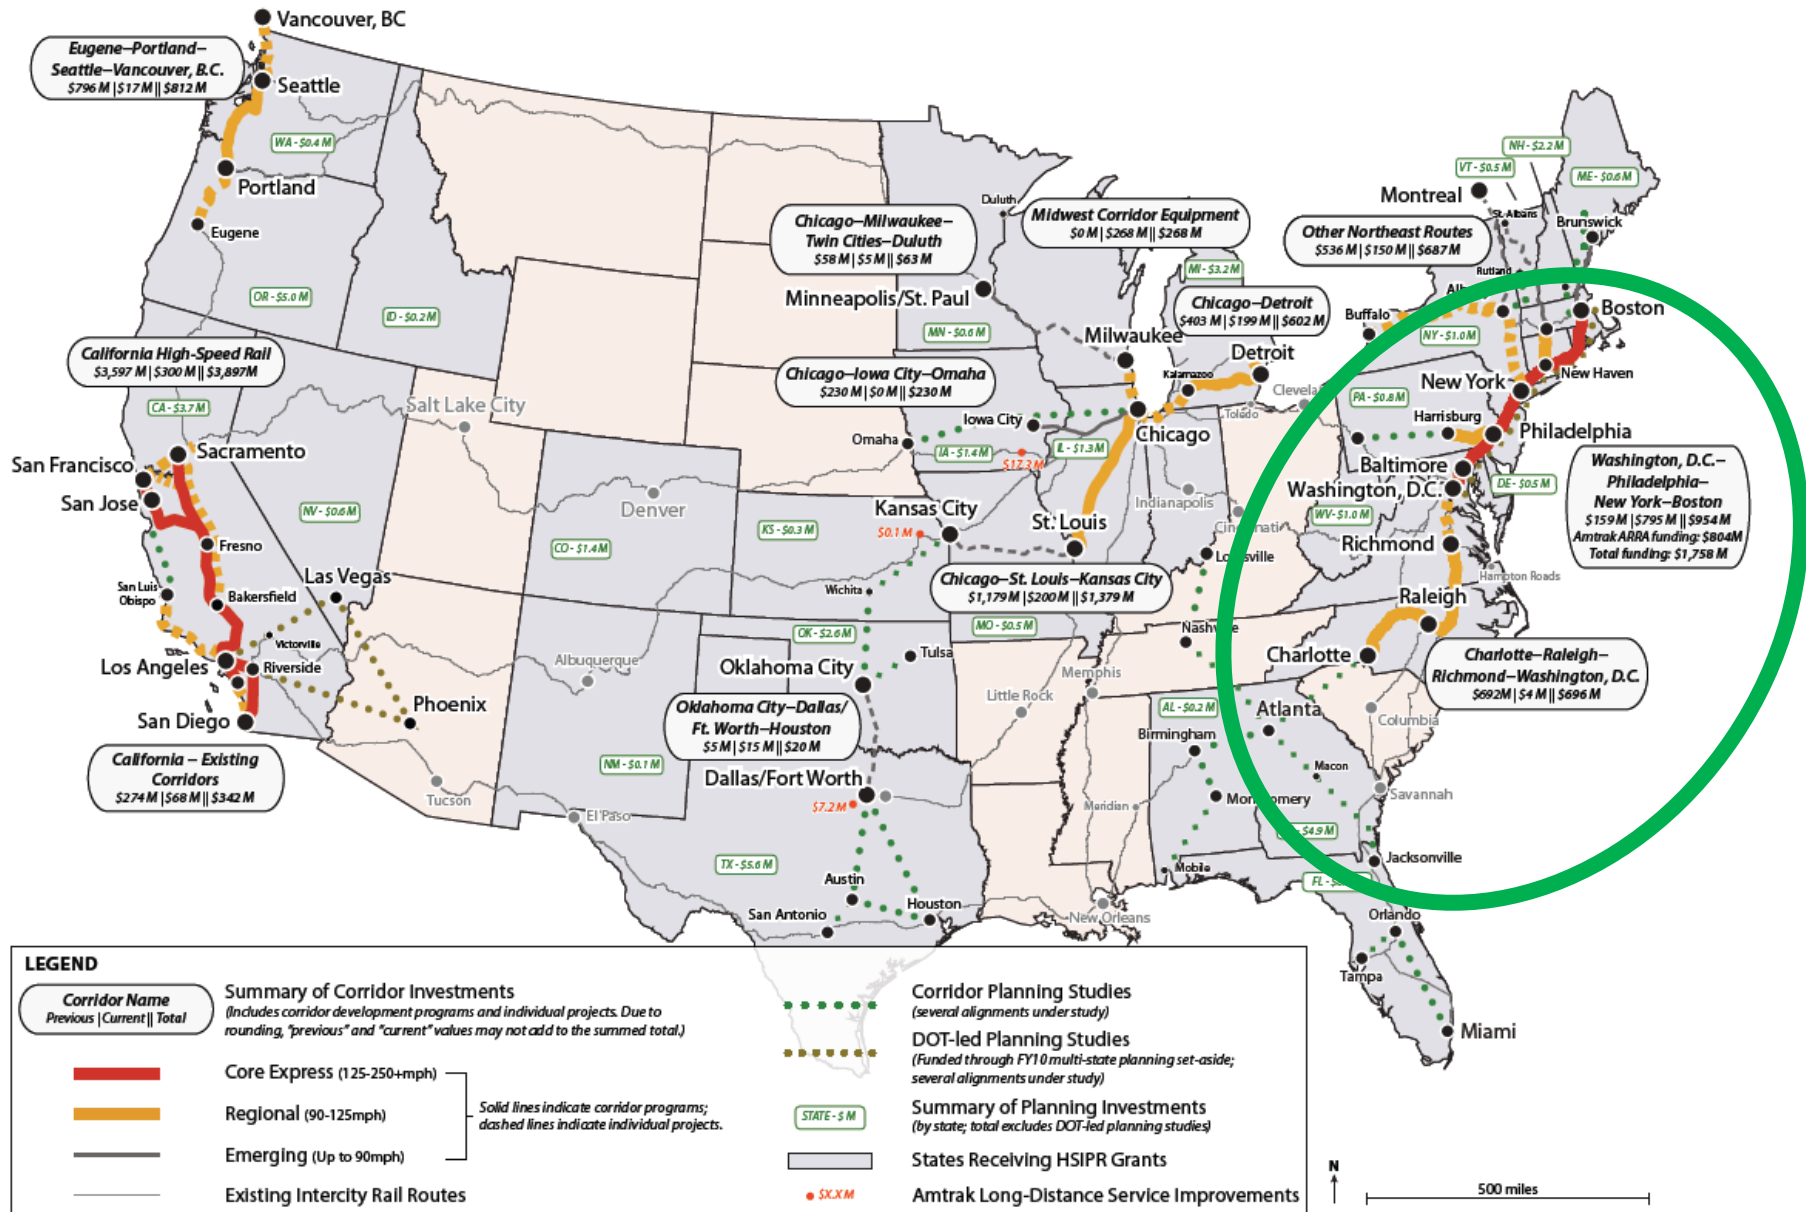 Vancouver, BC
Eugene–Portland–
Seattle–Vancouver, B.C.
$796 M | $17 M || $812 M
Seattle
WA - $0.4 M
Portland
Eugene
OR - $5.0 M
ID - $0.2 M
California High-Speed Rail
$3,597 M | $300 M || $3,897M
CA - $3.7 M
Salt Lake City
Sacramento
San Francisco
San Jose
NV - $0.6 M
Fresno
Las Vegas
San Luis
Obispo
Bakersfield
Victorville
Los Angeles
Riverside
San Diego
Phoenix
California – Existing
Corridors
$274 M | $68 M || $342 M
Tucson
Denver
CO - $1.4 M
Albuquerque
NM - $0.1 M
El Paso
Duluth
Chicago–Milwaukee–
Twin Cities–Duluth
$58 M | $5 M || $63 M
Midwest Corridor Equipment
$0 M | $268 M || $268 M
Minneapolis/St. Paul
MN - $0.6 M
MI - $3.2 M
Chicago–Detroit
$403 M | $199 M || $602 M
Milwaukee
Detroit
Kalamazoo
Toledo
Chicago–Iowa City–Omaha
$230 M | $0 M || $230 M
Iowa City
Omaha
IA - $1.4 M
$17.3 M
IL - $1.3 M
Chicago
Indianapolis
Kansas City
KS - $0.3 M
$0.1 M
St. Louis
Louisville
Chicago–St. Louis–Kansas City
$1,179 M | $200 M || $1,379 M
Wichita
OK - $2.6 M
MO - $0.5 M
Nashville
Tulsa
Oklahoma City
Memphis
Little Rock
Oklahoma City–Dallas/
Ft. Worth–Houston
$5 M | $15 M || $20 M
Dallas/Fort Worth
$7.2 M
TX - $5.6 M
Austin
San Antonio
Houston
AL - $0.2 M
Birmingham
Atlanta
Macon
Montgomery
Meridian
Mobile
New Orleans
$4.9 M
Columbia
Savannah
Jacksonville
FL - $
Orlando
Tampa
Miami
NH - $2.2 M
VT - $0.5 M
ME - $0.6 M
Montreal
St. Albans
Brunswick
Other Northeast Routes
$536 M | $150 M || $687 M
Rutland
Buffalo
NY - $1.0 M
Boston
New Haven
New York
PA - $0.8 M
Harrisburg
Philadelphia
Baltimore
Washington, D.C.
DE - $0.5 M
WV - $1.0 M
Washington, D.C.–
Philadelphia–
New York–Boston
$159 M | $795 M || $954 M
Amtrak ARRA funding: $804M
Total funding: $1,758 M
Richmond
Hampton Roads
Raleigh
Charlotte
Charlotte–Raleigh–
Richmond–Washington, D.C.
$692M | $4 M || $696 M
LEGEND
Corridor Name
Previous | Current || Total
Summary of Corridor Investments
(Includes corridor development programs and individual projects. Due to
rounding, "previous" and "current" values may not add to the summed total.)
Core Express (125-250+mph)
Regional (90-125mph)
Emerging (Up to 90mph)
Solid lines indicate corridor programs;
dashed lines indicate individual projects.
Existing Intercity Rail Routes
Corridor Planning Studies
(several alignments under study)
DOT-led Planning Studies
(Funded through FY10 multi-state planning set-aside;
several alignments under study)
STATE - $ M
Summary of Planning Investments
(by state; total excludes DOT-led planning studies)
States Receiving HSIPR Grants
$X.X M
Amtrak Long-Distance Service Improvements
N
500 miles